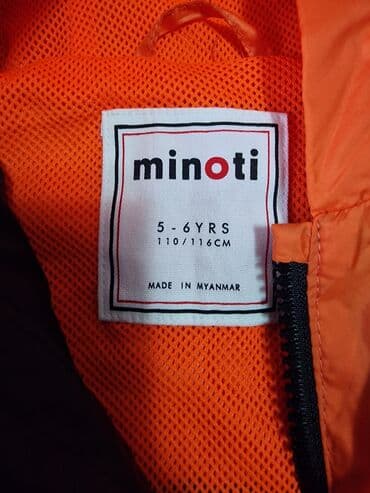 minoti
5 - 6YRS
110/116CM
MADE IN MYANMAR